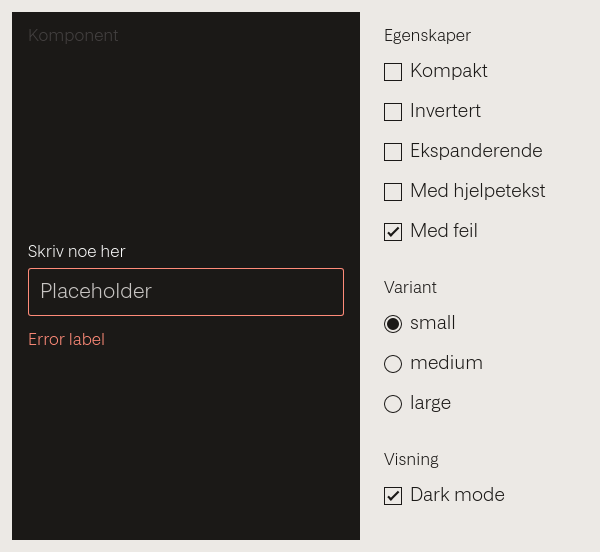 Komponent
Skriv noe her
Placeholder
Error label
Egenskaper
Kompakt
Invertert
Ekspanderende
Med hjelpetekst
Med feil
Variant
small
medium
large
Visning
Dark mode